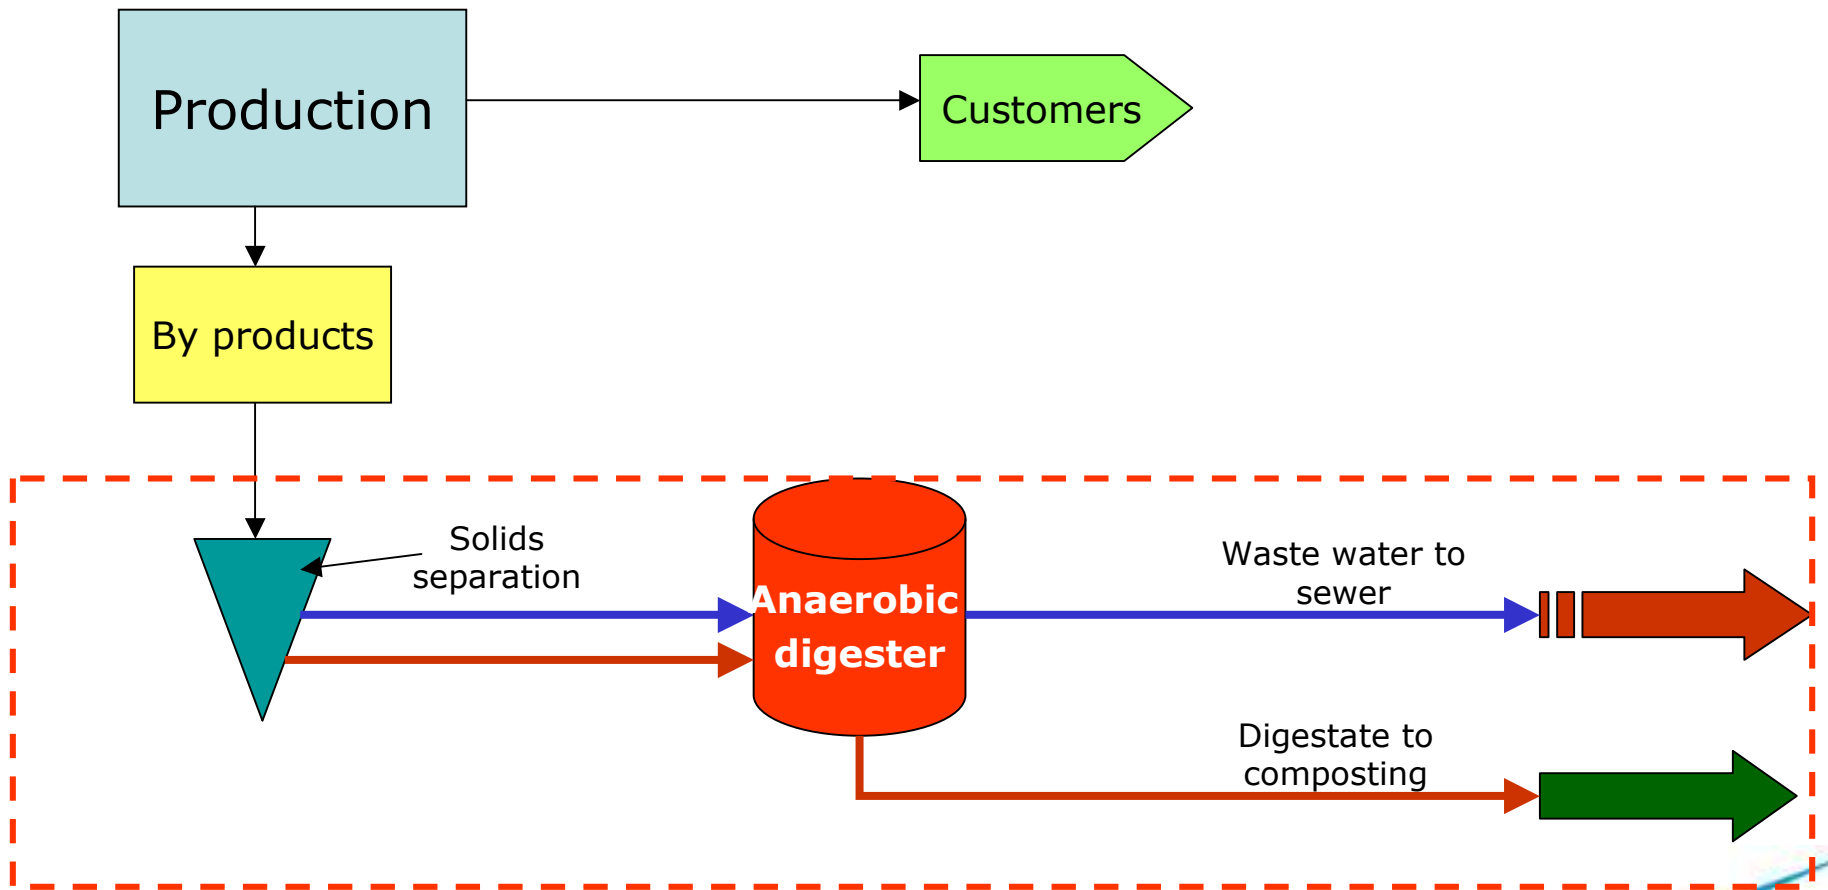 Production
Customers
By products
Solids
separation
Anaerobic
digester
Waste water to
sewer
Digestate to
composting